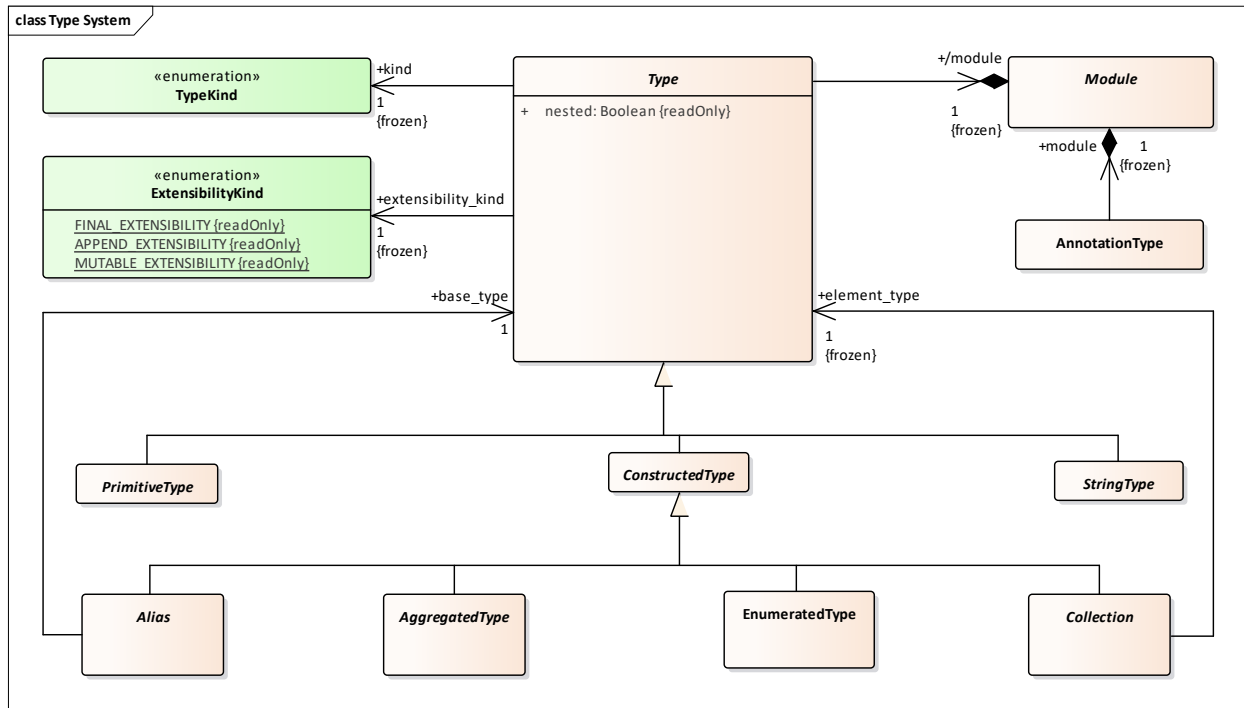 class Type System
«enumeration»
TypeKind
+kind
1
{frozen}
Type
+ nested: Boolean {readOnly}
+/module
1
{frozen}
Module
+module
1
{frozen}
AnnotationType
«enumeration»
ExtensibilityKind
FINAL_EXTENSIBILITY {readOnly}
APPEND_EXTENSIBILITY {readOnly}
MUTABLE_EXTENSIBILITY {readOnly}
+extensibility_kind
1
{frozen}
+base_type
1
+element_type
1
{frozen}
PrimitiveType
ConstructedType
StringType
Alias
AggregatedType
EnumeratedType
Collection